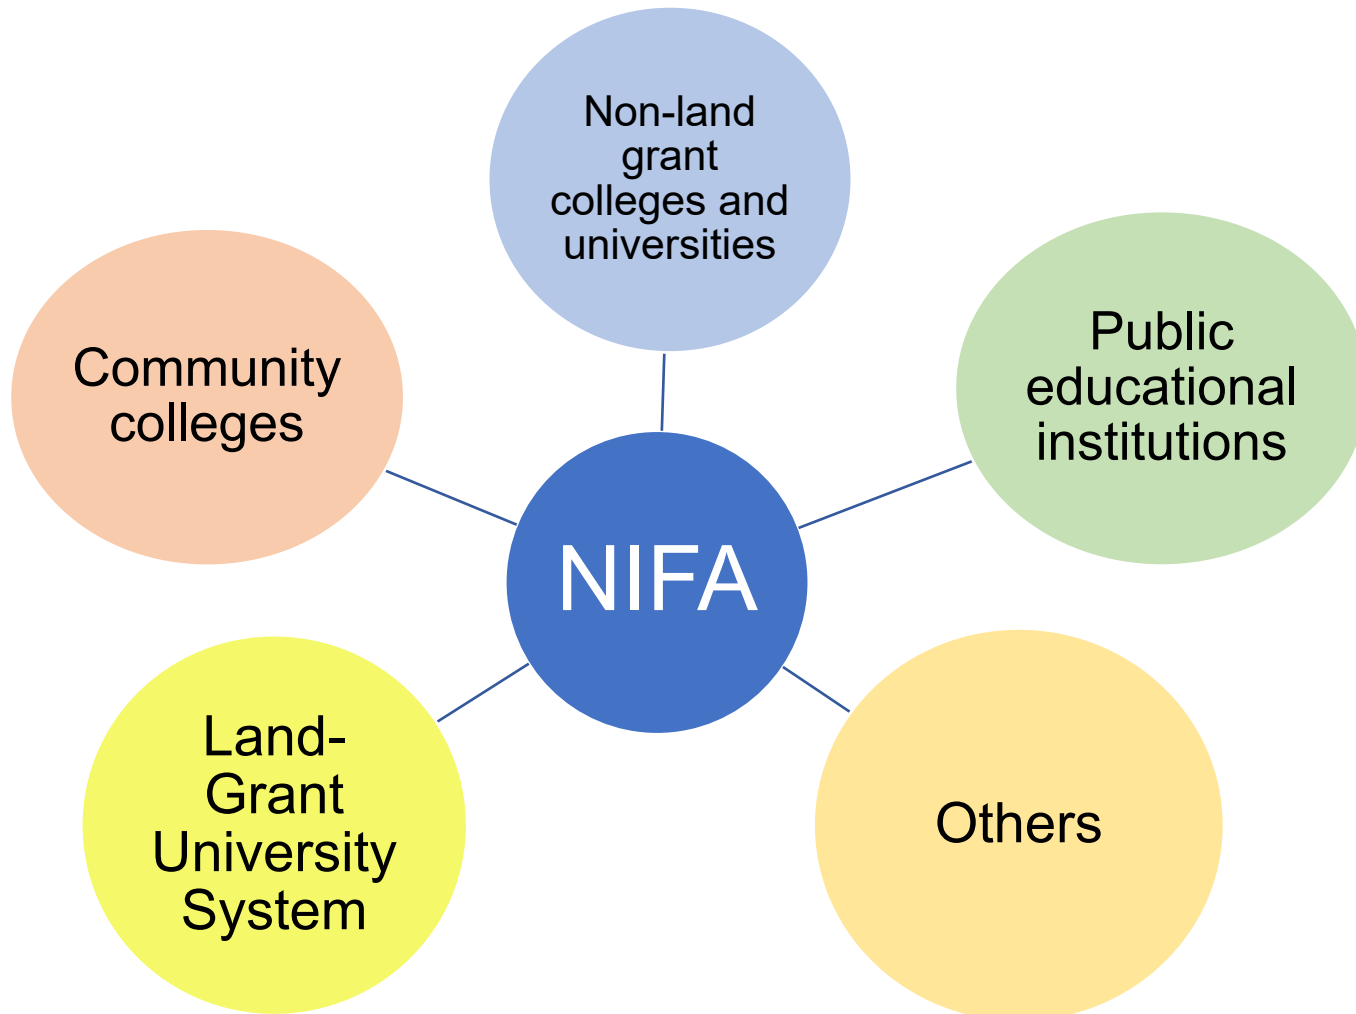 Non-land
grant
colleges and
universities
Public
educational
institutions
Community
colleges
NIFA
Land-
Grant
University
System
Others